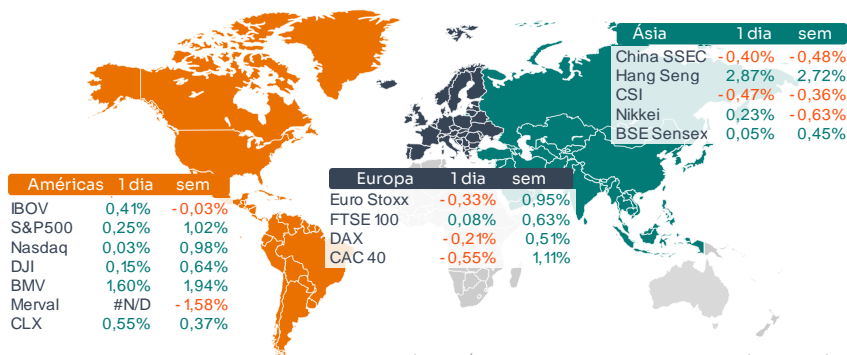 Ásia 1 dia sem
China SSEC -0,40% -0,48%
Hang Seng 2,87% 2,72%
CSI -0,47% -0,36%
Nikkei 0,23% -0,63%
BSE Sensex 0,05% 0,45%
Américas 1 dia sem
IBOV 0,41% -0,03%
S&P500 0,25% 1,02%
Nasdaq 0,03% 0,98%
DJI 0,15% 0,64%
BMV 1,60% 1,94%
Merval #N/D -1,58%
CLX 0,55% 0,37%
Europa 1 dia sem
Euro Stoxx -0,33% 0,95%
FTSE 100 0,08% 0,63%
DAX -0,21% 0,51%
CAC 40 -0,55% 1,11%